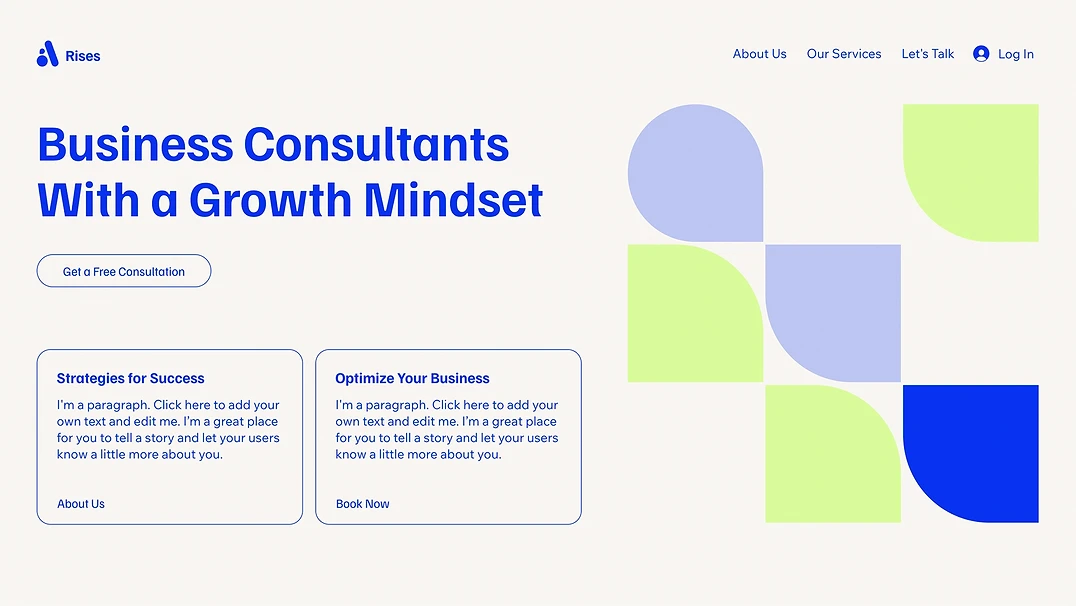 Rises
About Us
Our Services
Let's Talk
Log In
Business Consultants
With a Growth Mindset
Get a Free Consultation
Strategies for Success
I'm a paragraph. Click here to add your
own text and edit me. I'm a great place
for you to tell a story and let your users
know a little more about you.
About Us
Optimize Your Business
I'm a paragraph. Click here to add your
own text and edit me. I'm a great place
for you to tell a story and let your users
know a little more about you.
Book Now